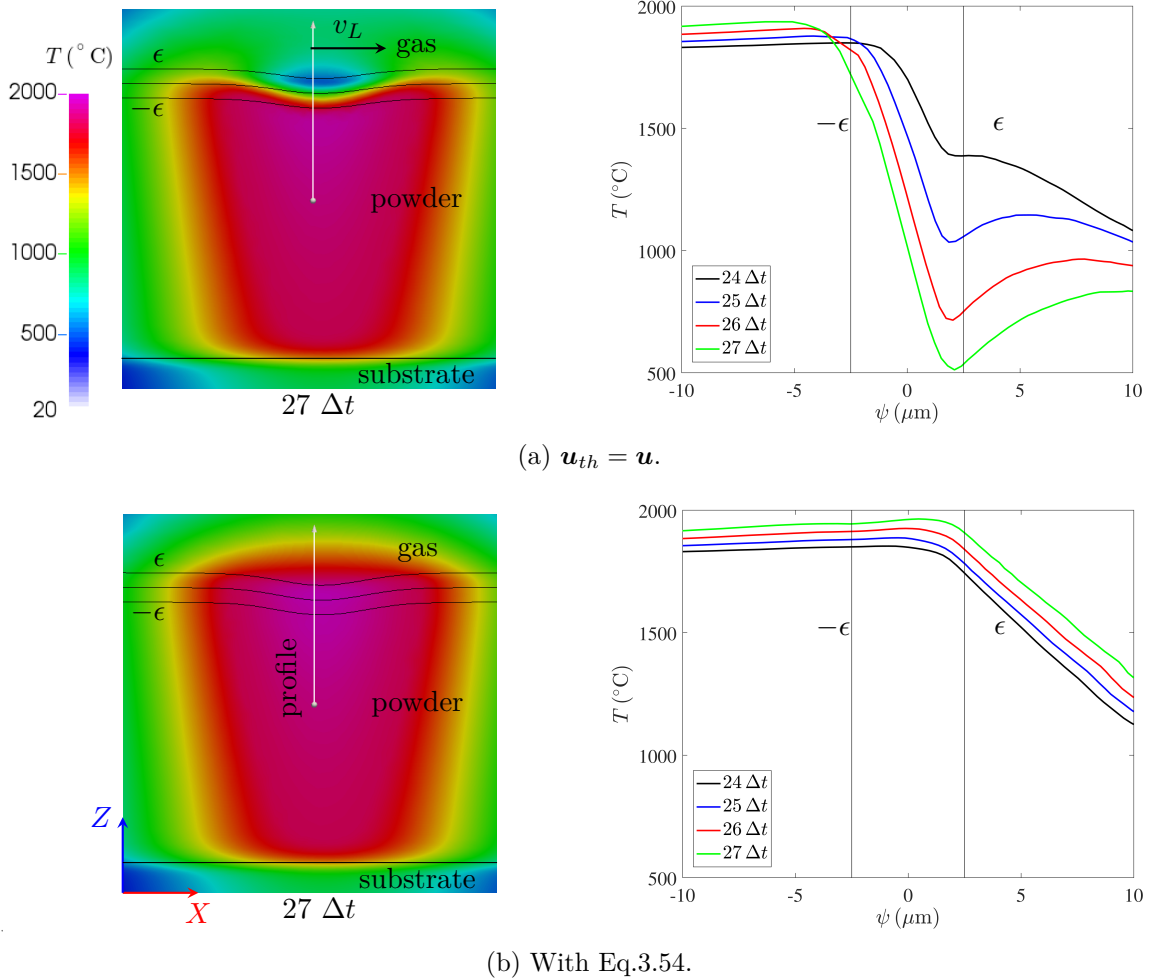 T (°C)
2000
1500
1000
500
20
ϵ
−ϵ
v_L
gas
powder
substrate
27 Δt
T (°C)
2000
1500
1000
500
−ϵ
ϵ
24 Δt
25 Δt
26 Δt
27 Δt
-10 -5 0 5 10
ψ (μm)
(a) u_th = u.
ϵ
−ϵ
gas
profile
powder
substrate
Z
X
27 Δt
T (°C)
2000
1500
1000
500
−ϵ
ϵ
24 Δt
25 Δt
26 Δt
27 Δt
-10 -5 0 5 10
ψ (μm)
(b) With Eq.3.54.